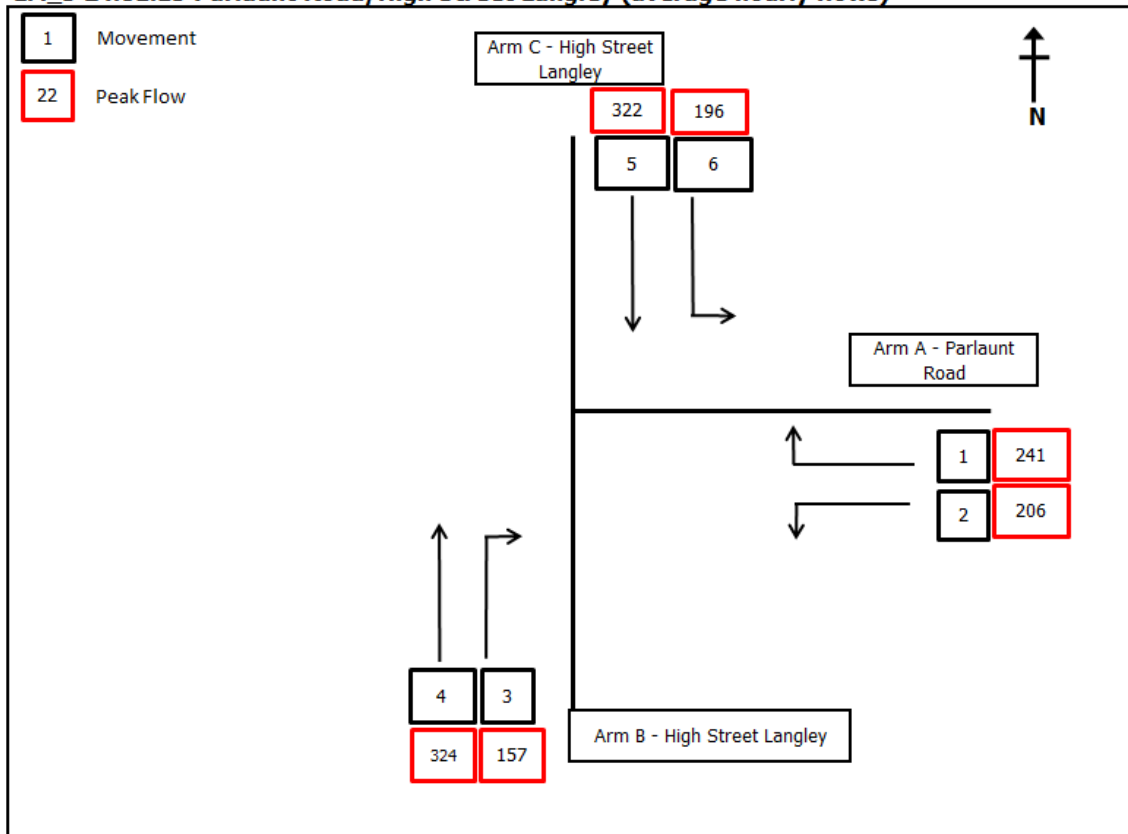 1 Movement
22 Peak Flow
Arm C - High Street
Langley
N
322 196
5 6
Arm A - Parlaunt
Road
1 241
2 206
4 3
324 157
Arm B - High Street Langley